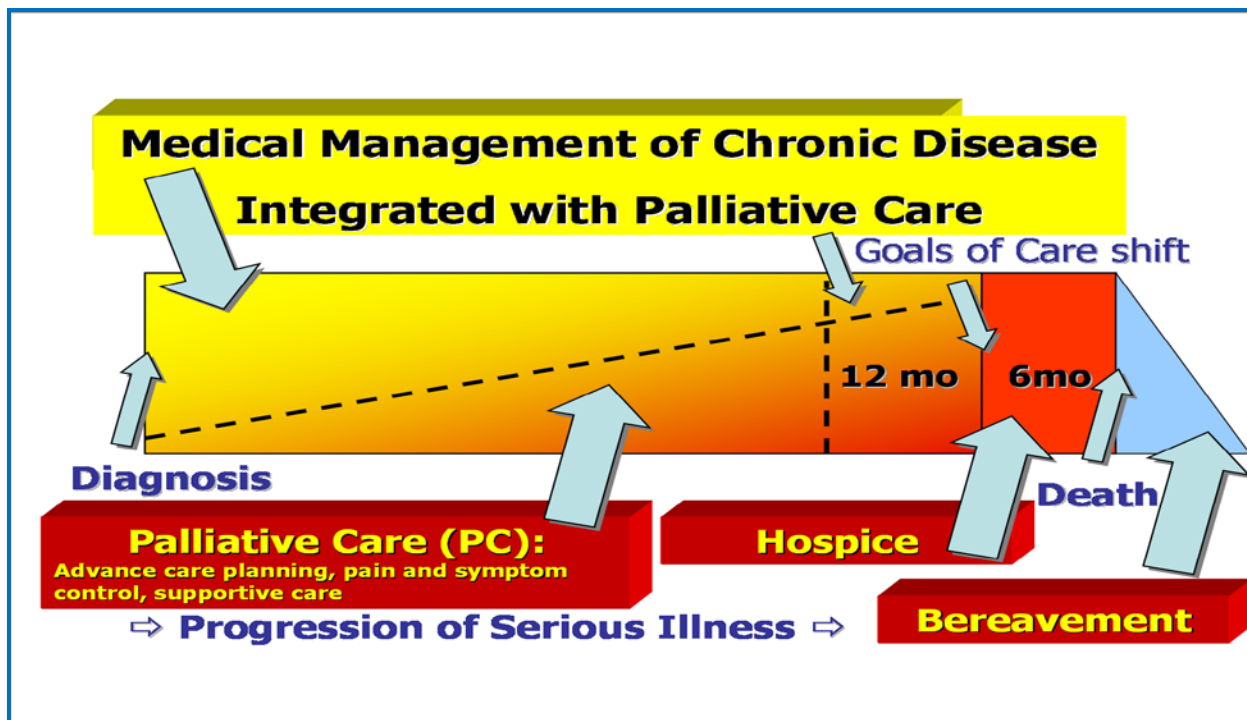 Medical Management of Chronic Disease
Integrated with Palliative Care
Goals of Care shift
12 mo
6mo
Diagnosis
Death
Palliative Care (PC):
Advance care planning, pain and symptom
control, supportive care
Hospice
⇨ Progression of Serious Illness ⇨
Bereavement